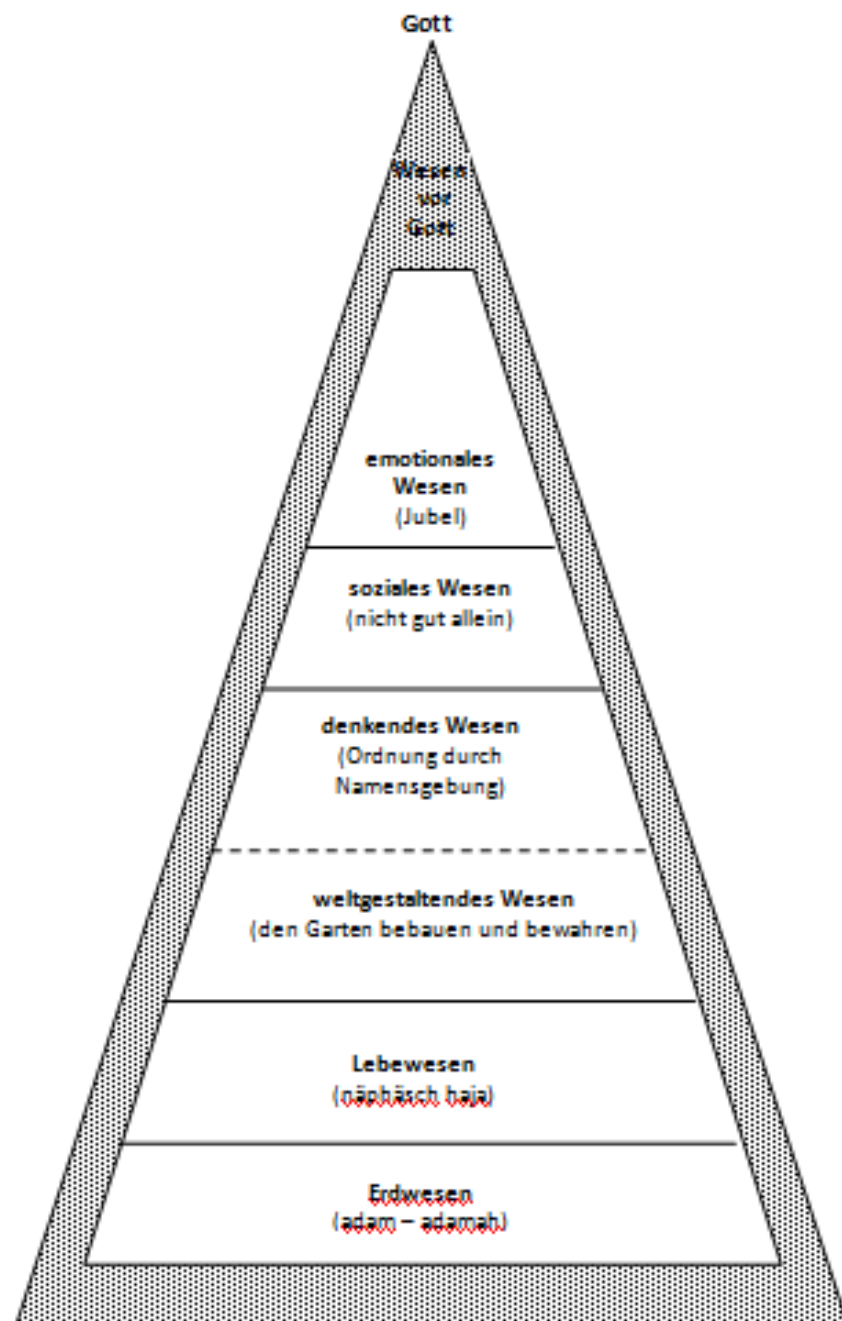 Gott
Wesen
vor
Gott
emotionales
Wesen
(Jubel)
soziales Wesen
(nicht gut allein)
denkendes Wesen
(Ordnung durch
Namensgebung)
weltgestaltendes Wesen
(den Garten bebauen und bewahren)
Lebewesen
(näphäsch haja)
Erdwesen
(adam – adamah)